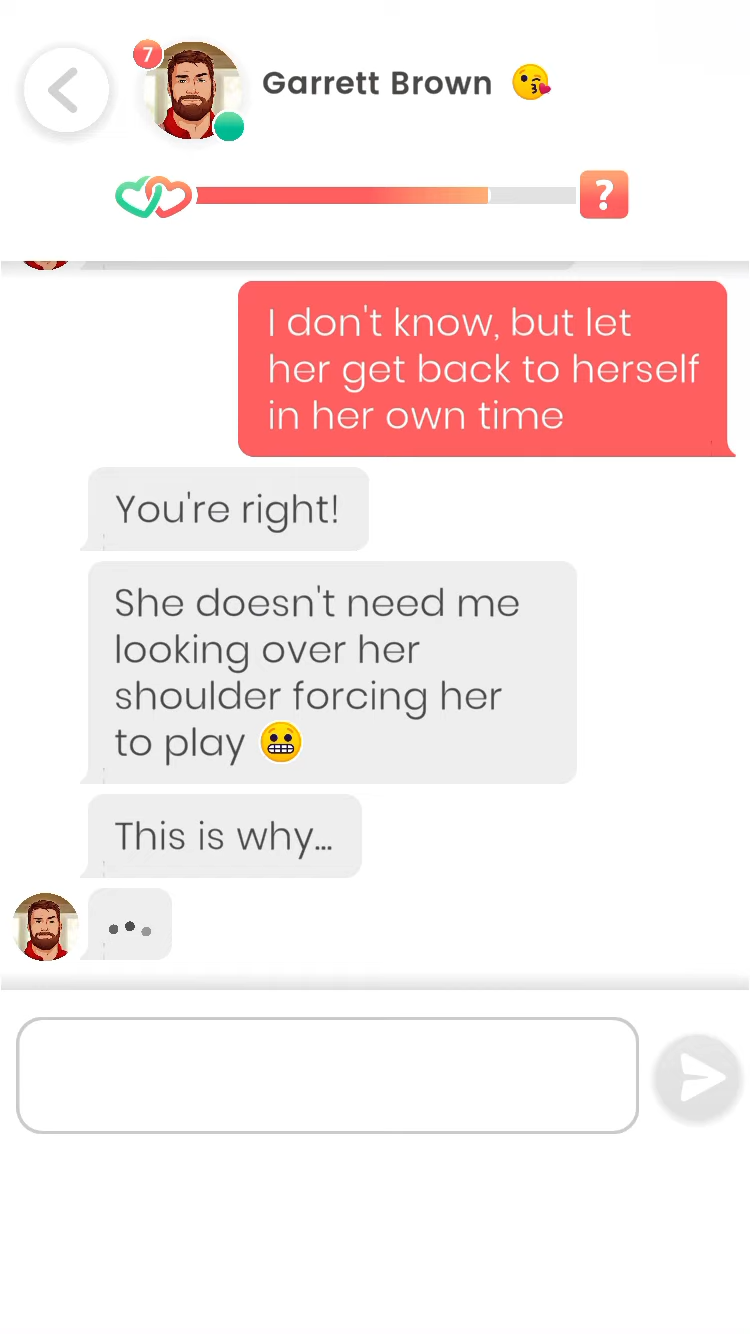 7
Garrett Brown 😘
?
I don't know, but let
her get back to herself
in her own time
You're right!
She doesn't need me
looking over her
shoulder forcing her
to play 😬
This is why...